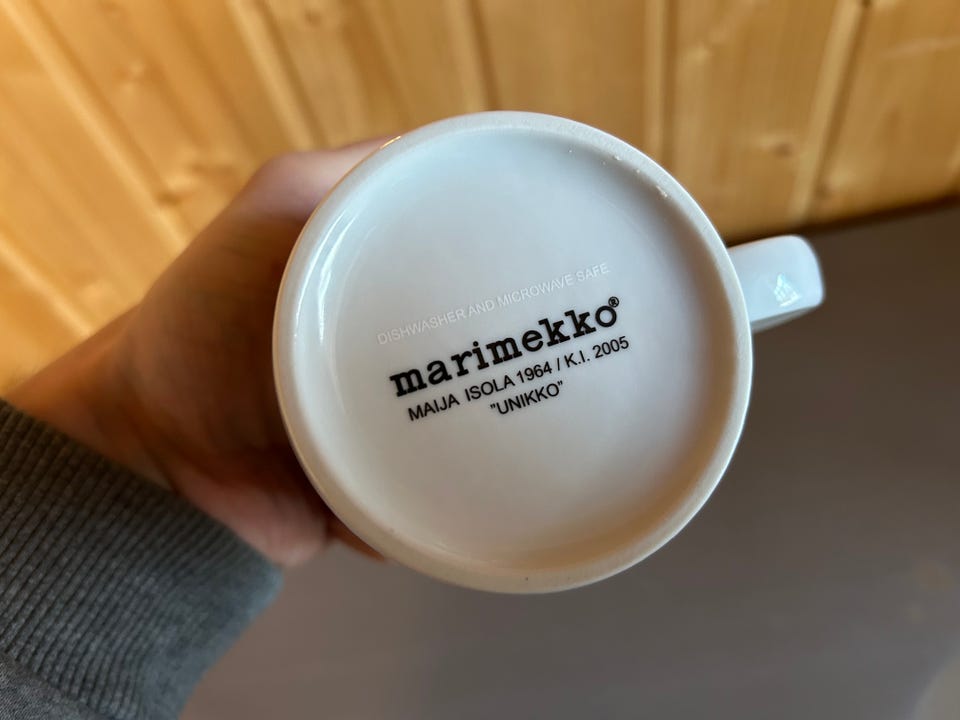 DISHWASHER AND MICROWAVE SAFE
marimekko®
MAIJA ISOLA 1964 / K.I. 2005
"UNIKKO"